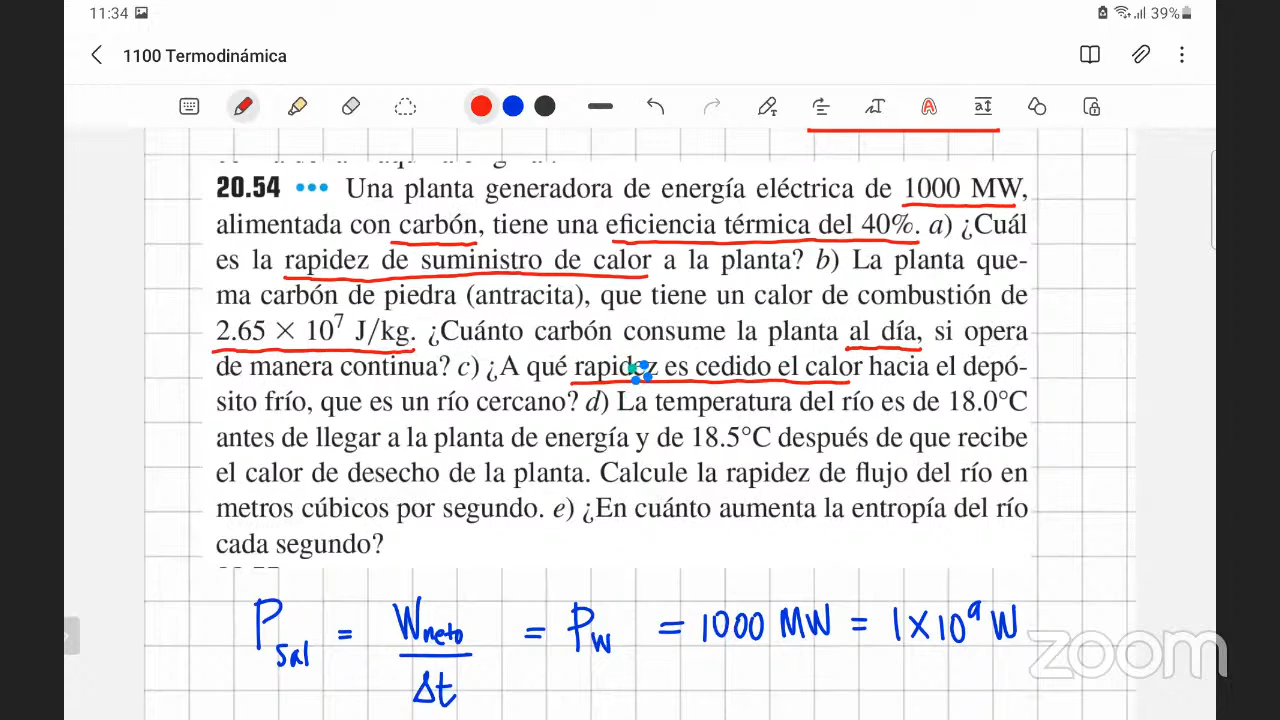 11:34
39%
1100 Termodinámica
20.54 ••• Una planta generadora de energía eléctrica de 1000 MW,
alimentada con carbón, tiene una eficiencia térmica del 40%. a) ¿Cuál
es la rapidez de suministro de calor a la planta? b) La planta que-
ma carbón de piedra (antracita), que tiene un calor de combustión de
2.65 × 10⁷ J/kg. ¿Cuánto carbón consume la planta al día, si opera
de manera continua? c) ¿A qué rapidez es cedido el calor hacia el depó-
sito frío, que es un río cercano? d) La temperatura del río es de 18.0°C
antes de llegar a la planta de energía y de 18.5°C después de que recibe
el calor de desecho de la planta. Calcule la rapidez de flujo del río en
metros cúbicos por segundo. e) ¿En cuánto aumenta la entropía del río
cada segundo?
P_sal = W_neto / Δt = P_W = 1000 MW = 1 × 10⁹ W
zoom